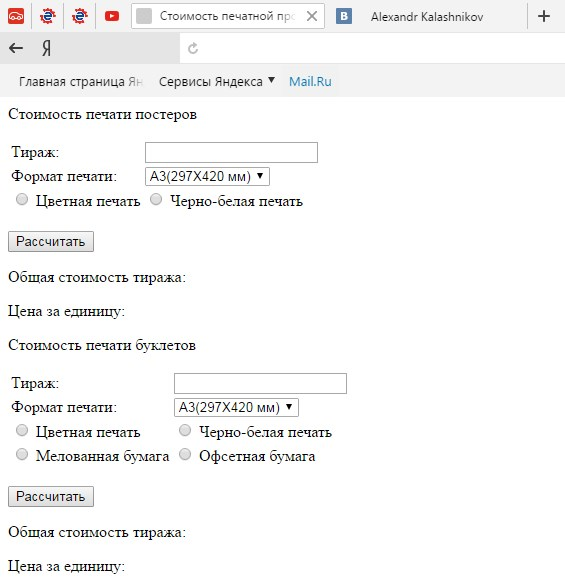 Стоимость печатной пр
Alexandr Kalashnikov
Я
Главная страница Ян Сервисы Яндекса Mail.Ru
Стоимость печати постеров
Тираж:
Формат печати: А3(297Х420 мм)
Цветная печать Черно-белая печать
Рассчитать
Общая стоимость тиража:
Цена за единицу:
Стоимость печати буклетов
Тираж:
Формат печати: А3(297Х420 мм)
Цветная печать Черно-белая печать
Мелованная бумага Офсетная бумага
Рассчитать
Общая стоимость тиража:
Цена за единицу: